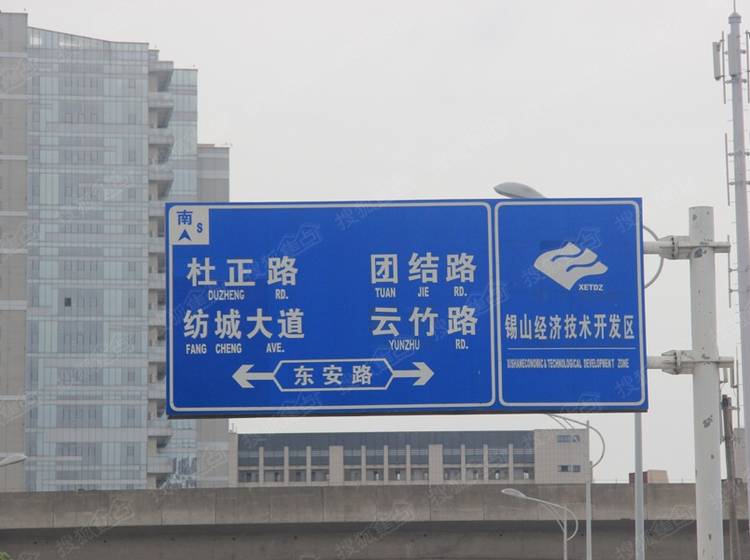 南
S
杜正路
DUZHENG RD.
团结路
TUAN JIE RD.
纺城大道
FANG CHENG AVE.
云竹路
YUNZHU RD.
东安路
XETDZ
锡山经济技术开发区
XISHANECONOMIC & TECHNOLOGICAL DEVELOPMENT ZONE